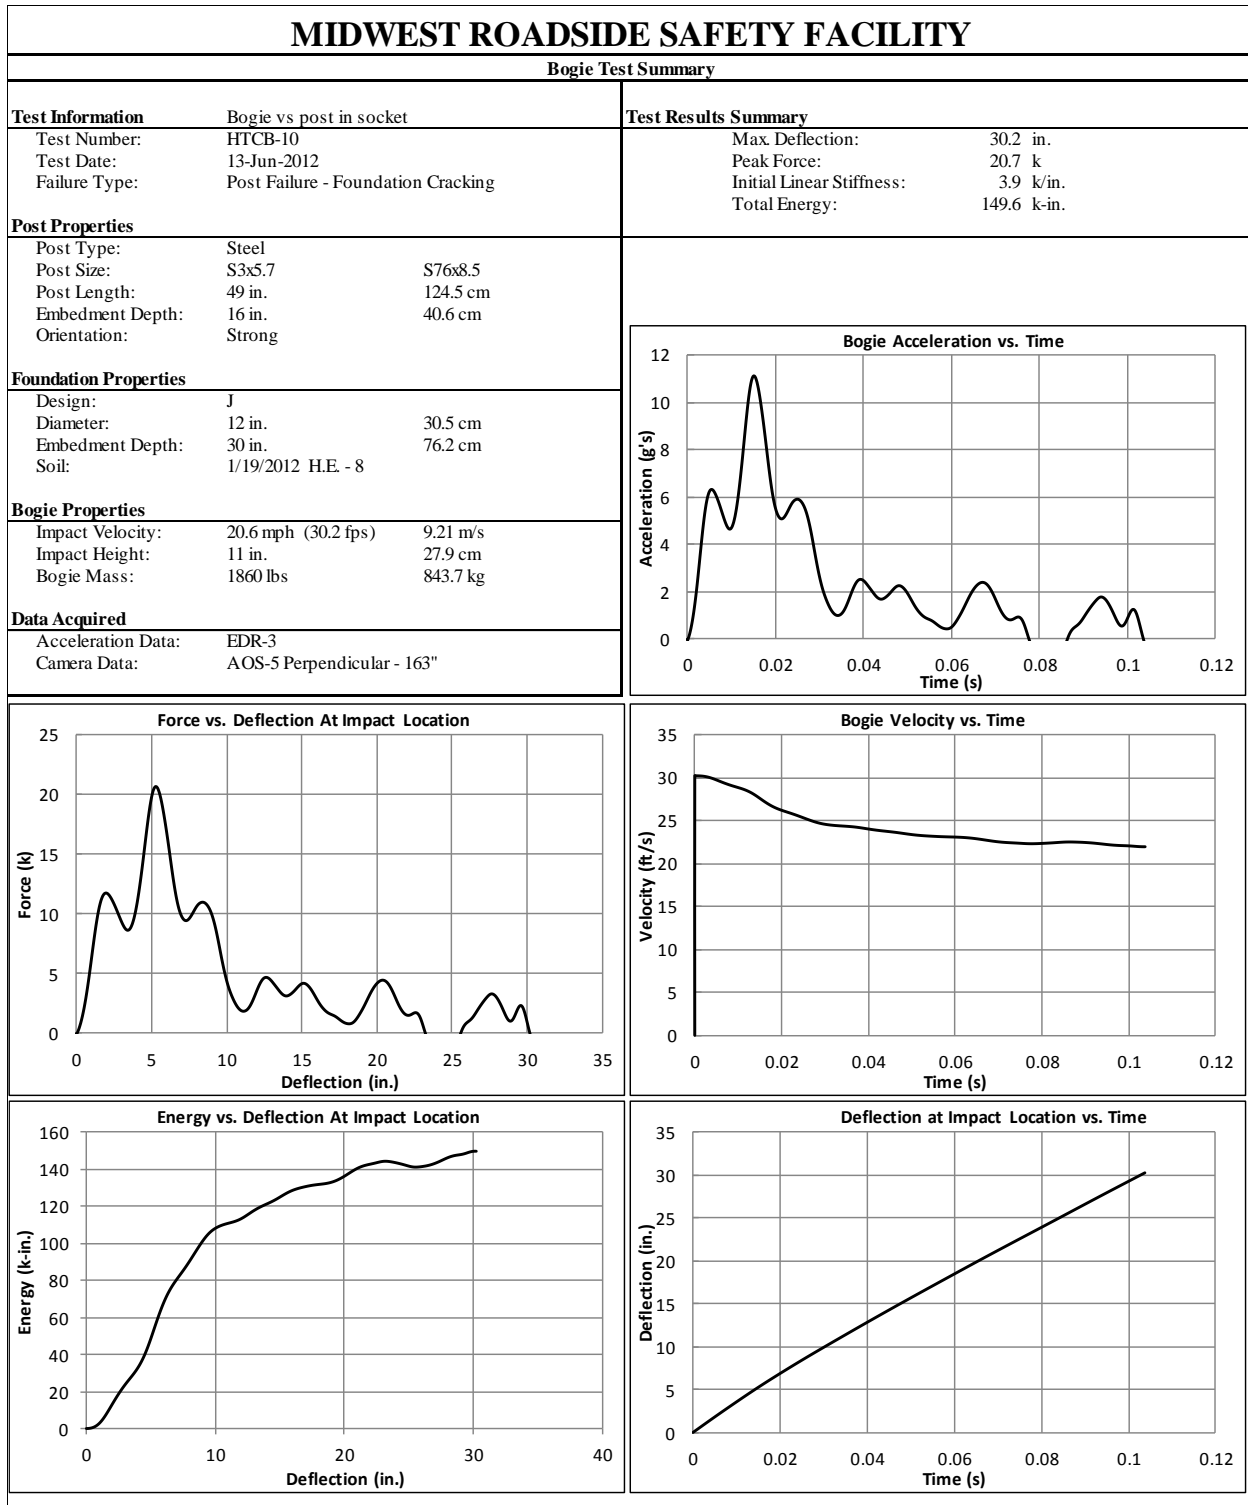 MIDWEST ROADSIDE SAFETY FACILITY
Bogie Test Summary
Test Information Bogie vs post in socket
Test Number: HTCB-10
Test Date: 13-Jun-2012
Failure Type: Post Failure - Foundation Cracking
Post Properties
Post Type: Steel
Post Size: S3x5.7 S76x8.5
Post Length: 49 in. 124.5 cm
Embedment Depth: 16 in. 40.6 cm
Orientation: Strong
Foundation Properties
Design: J
Diameter: 12 in. 30.5 cm
Embedment Depth: 30 in. 76.2 cm
Soil: 1/19/2012 H.E. - 8
Bogie Properties
Impact Velocity: 20.6 mph (30.2 fps) 9.21 m/s
Impact Height: 11 in. 27.9 cm
Bogie Mass: 1860 lbs 843.7 kg
Data Acquired
Acceleration Data: EDR-3
Camera Data: AOS-5 Perpendicular - 163"
Test Results Summary
Max. Deflection: 30.2 in.
Peak Force: 20.7 k
Initial Linear Stiffness: 3.9 k/in.
Total Energy: 149.6 k-in.
Bogie Acceleration vs. Time
Acceleration (g's)
12
10
8
6
4
2
0
0 0.02 0.04 0.06 0.08 0.1 0.12
Time (s)
Force vs. Deflection At Impact Location
Force (k)
25
20
15
10
5
0
0 5 10 15 20 25 30 35
Deflection (in.)
Bogie Velocity vs. Time
Velocity (ft/s)
35
30
25
20
15
10
5
0
0 0.02 0.04 0.06 0.08 0.1 0.12
Time (s)
Energy vs. Deflection At Impact Location
Energy (k-in.)
160
140
120
100
80
60
40
20
0
0 10 20 30 40
Deflection (in.)
Deflection at Impact Location vs. Time
Deflection (in.)
35
30
25
20
15
10
5
0
0 0.02 0.04 0.06 0.08 0.1 0.12
Time (s)